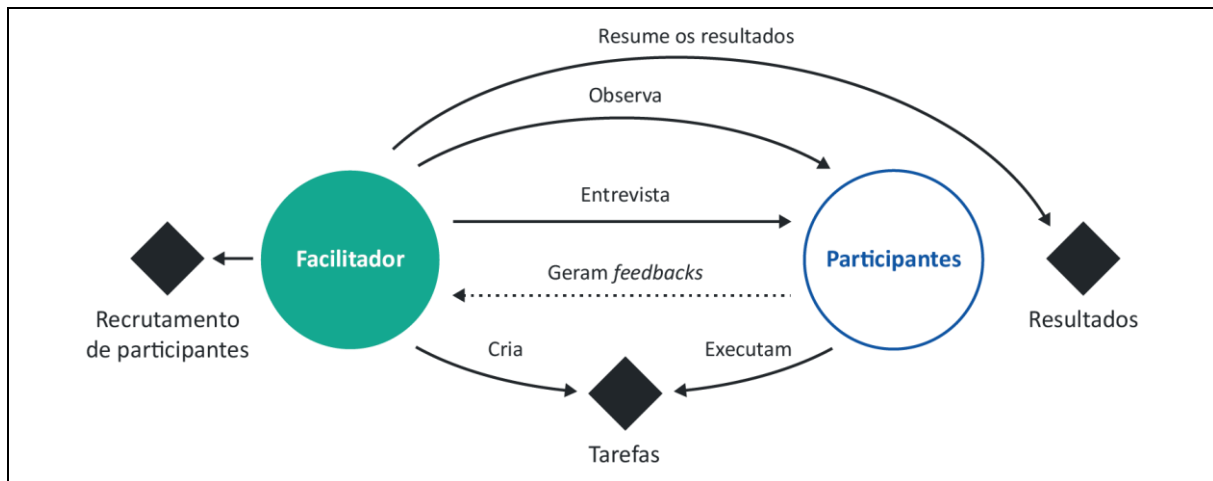 Resume os resultados
Observa
Entrevista
Facilitador
Participantes
Geram feedbacks
Recrutamento
de participantes
Resultados
Cria
Executam
Tarefas